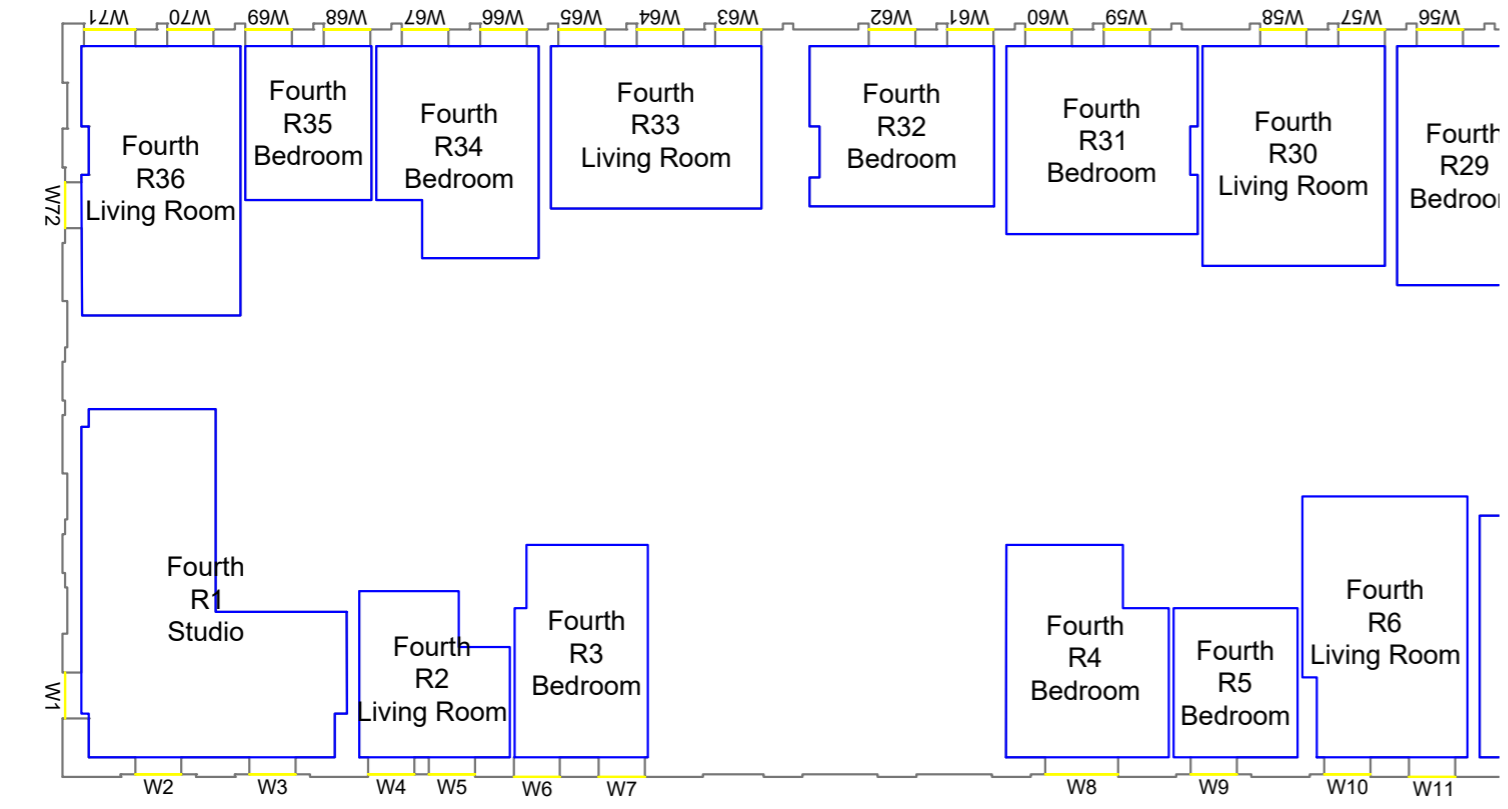 W71 W70 W69 W68 W67 W66 W65 W64 W63 W62 W61 W60 W59 W58 W57 W56
Fourth
R36
Living Room
Fourth
R35
Bedroom
Fourth
R34
Bedroom
Fourth
R33
Living Room
Fourth
R32
Bedroom
Fourth
R31
Bedroom
Fourth
R30
Living Room
Fourth
R29
Bedroo
W72
Fourth
R1
Studio
Fourth
R2
Living Room
Fourth
R3
Bedroom
Fourth
R4
Bedroom
Fourth
R5
Bedroom
Fourth
R6
Living Room
W1
W2 W3 W4 W5 W6 W7 W8 W9 W10 W11